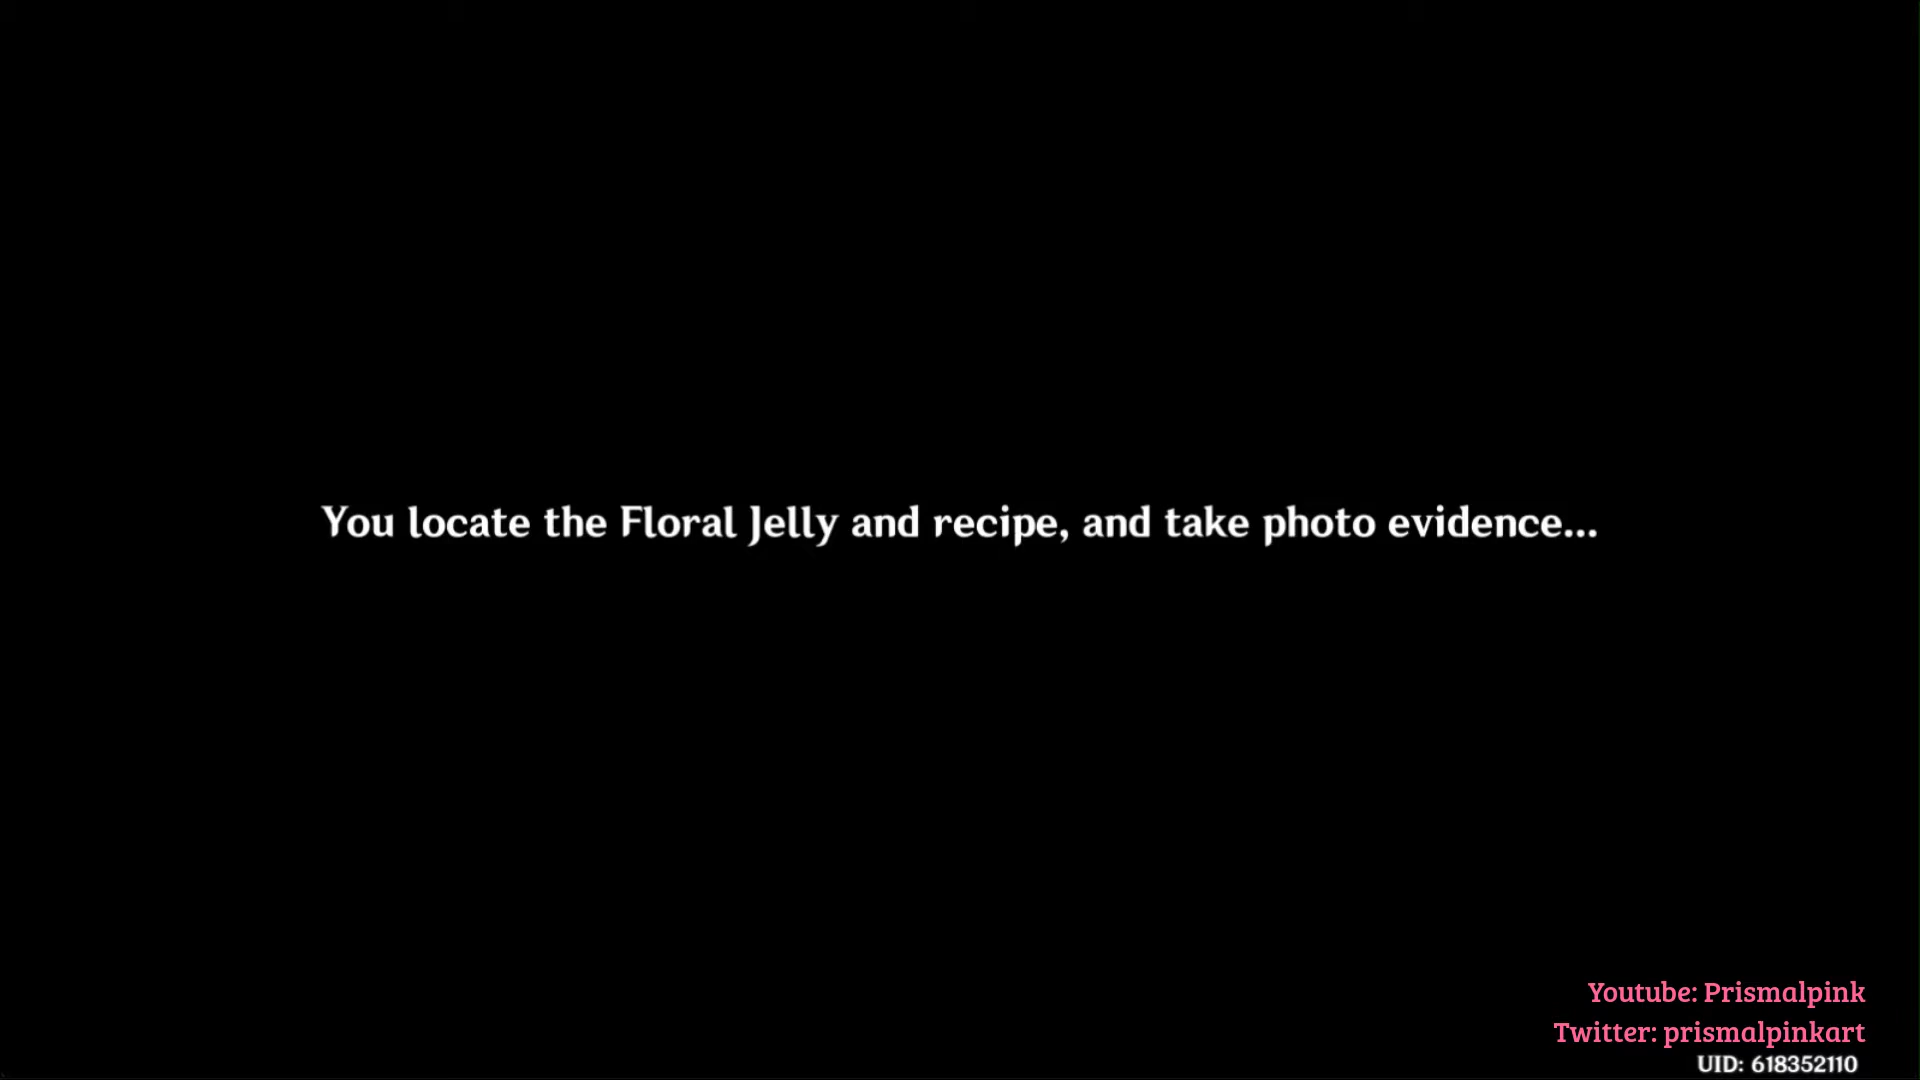 You locate the Floral Jelly and recipe, and take photo evidence...
Youtube: Prismalpink
Twitter: prismalpinkart
UID: 618352110